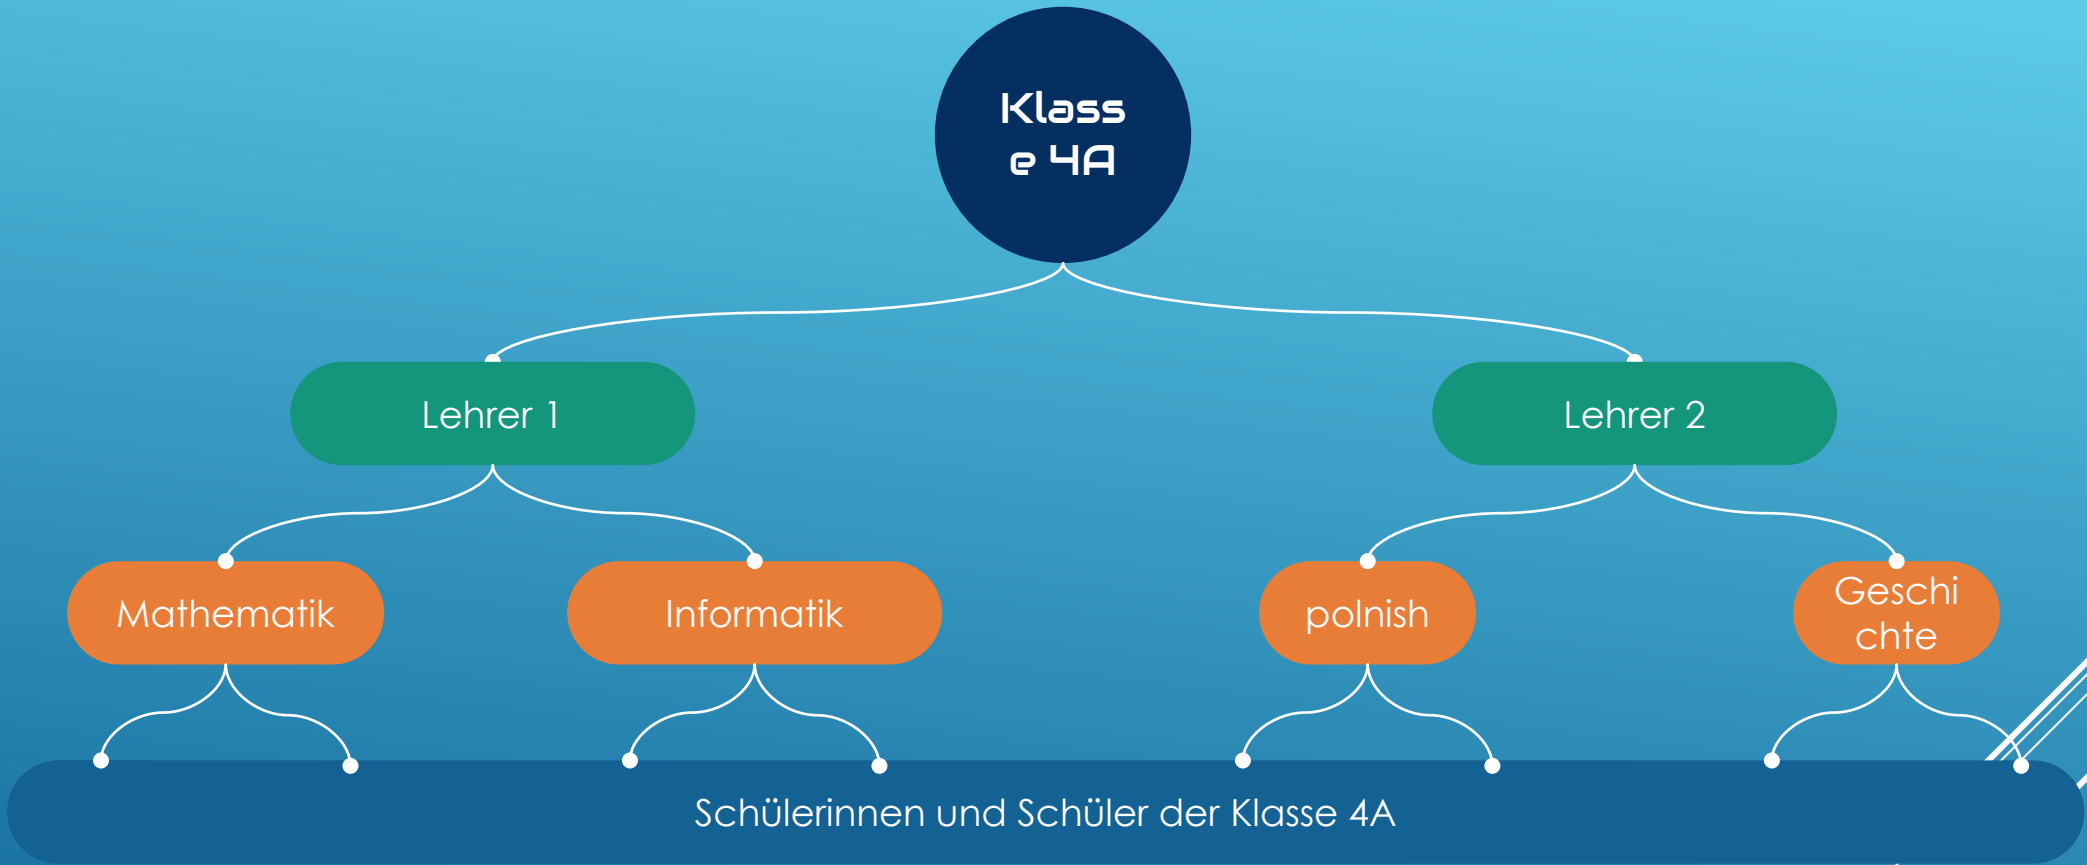 Klass
e 4A
Lehrer 1
Lehrer 2
Mathematik
Informatik
polnish
Geschi
chte
Schülerinnen und Schüler der Klasse 4A